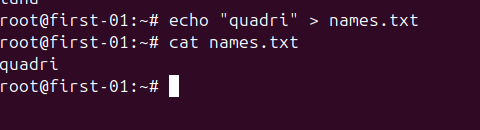 root@first-01:~# echo "quadri" > names.txt
root@first-01:~# cat names.txt
quadri
root@first-01:~#